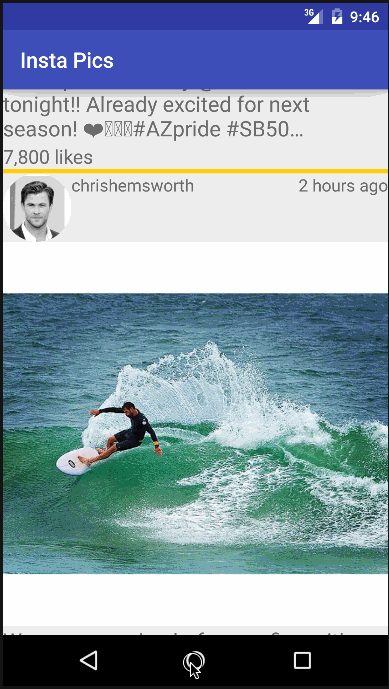 3G 9:46
Insta Pics
tonight!! Already excited for next
season! ❤#AZpride #SB50…
7,800 likes
chrishemsworth 2 hours ago